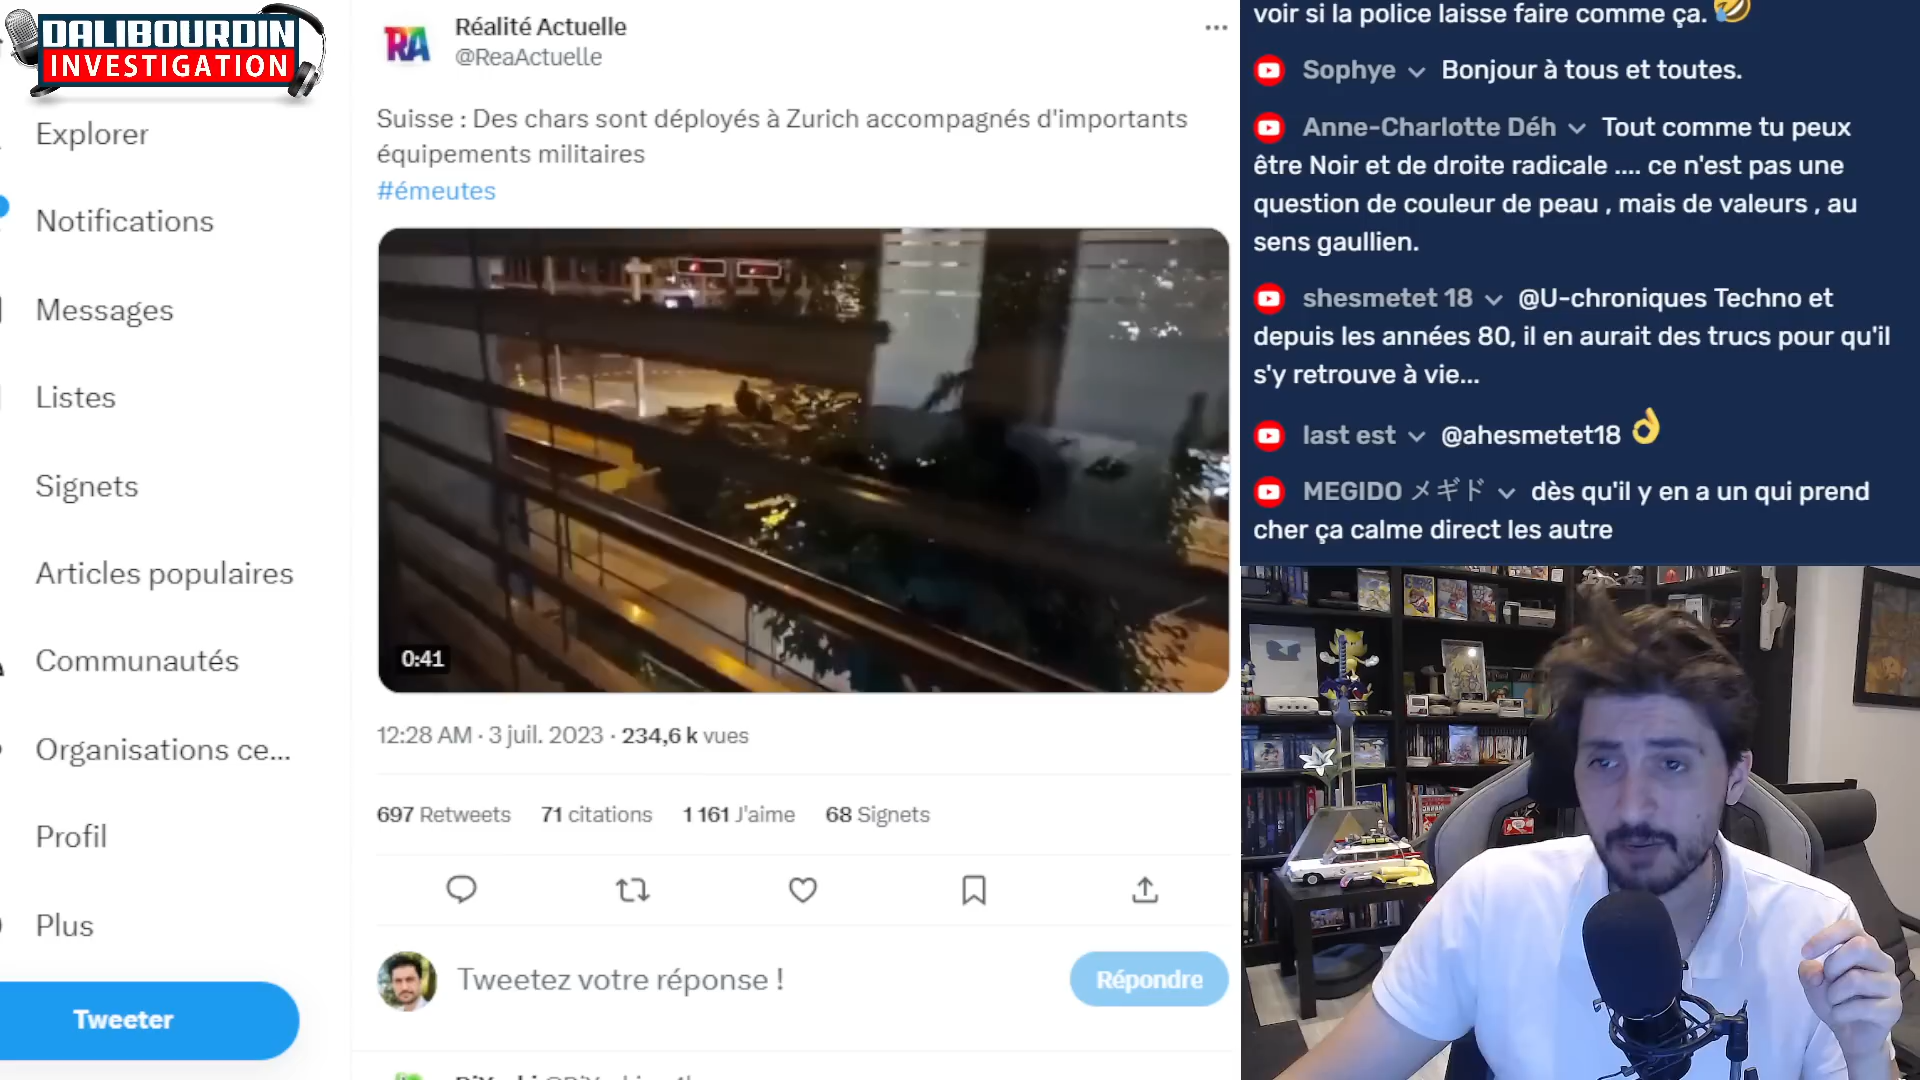 DALIBOURDIN
INVESTIGATION
Explorer
Notifications
Messages
Listes
Signets
Articles populaires
Communautés
Organisations ce...
Profil
Plus
Tweeter
RA
Réalité Actuelle
@ReaActuelle
Suisse : Des chars sont déployés à Zurich accompagnés d'importants
équipements militaires
#émeutes
0:41
12:28 AM · 3 juil. 2023 · 234,6 k vues
697 Retweets 71 citations 1 161 J'aime 68 Signets
Tweetez votre réponse !
Répondre
voir si la police laisse faire comme ça. 🤣
Sophye Bonjour à tous et toutes.
Anne-Charlotte Déh Tout comme tu peux
être Noir et de droite radicale .... ce n'est pas une
question de couleur de peau , mais de valeurs , au
sens gaullien.
shesmetet 18 @U-chroniques Techno et
depuis les années 80, il en aurait des trucs pour qu'il
s'y retrouve à vie...
last est @ahesmetet18 👌
MEGIDO メギド dès qu'il y en a un qui prend
cher ça calme direct les autre